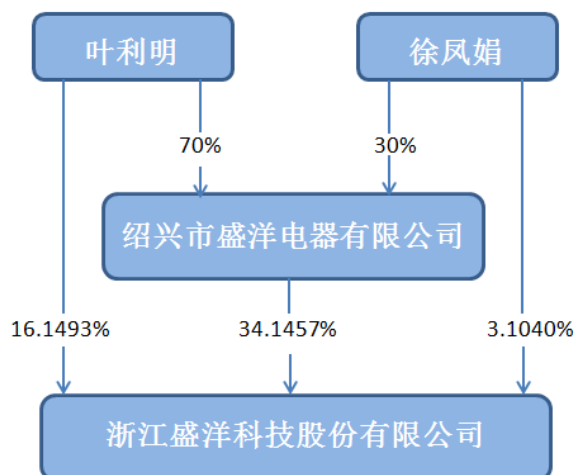 叶利明
徐凤娟
70%
30%
绍兴市盛洋电器有限公司
16.1493%
34.1457%
3.1040%
浙江盛洋科技股份有限公司